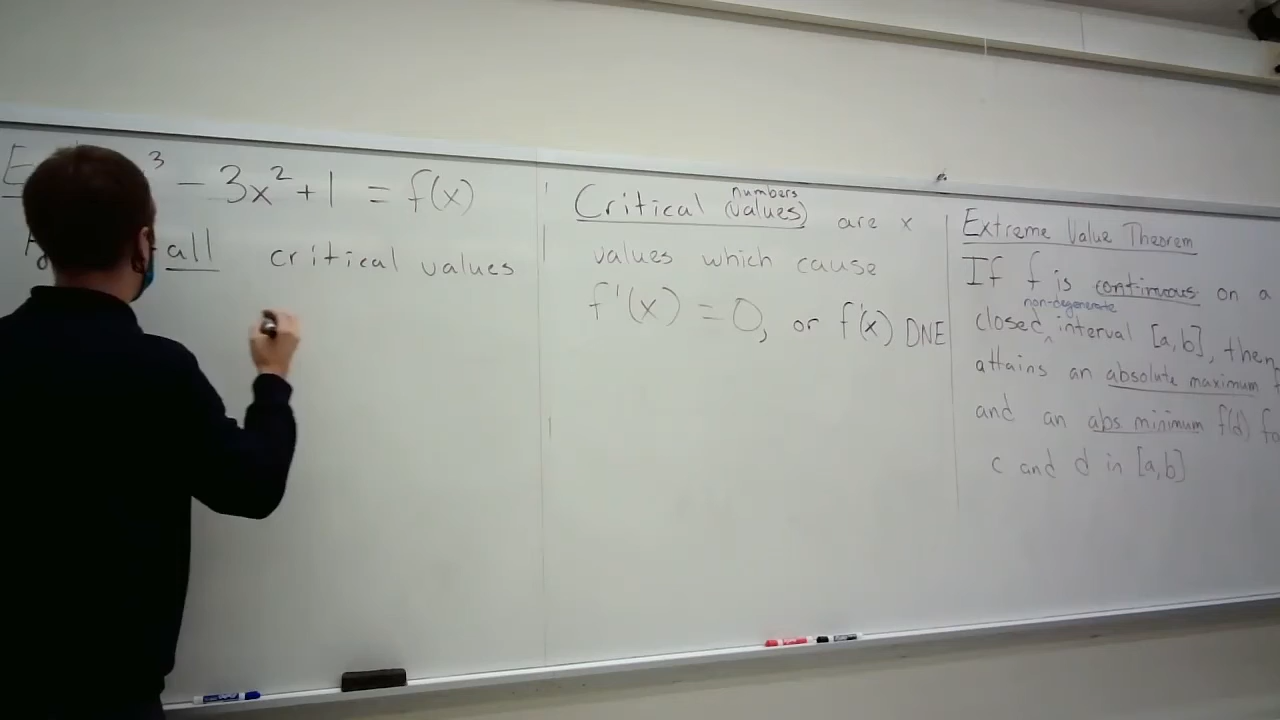 ³ - 3x² + 1 = f(x)
all critical values
numbers
Critical (values) are x
values which cause
f'(x) = 0, or f'(x) DNE
Extreme Value Theorem
If f is continuous on a
non-degenerate
closed ^ interval [a,b], then
attains an absolute maximum
and an abs minimum f(d)
c and d in [a,b]